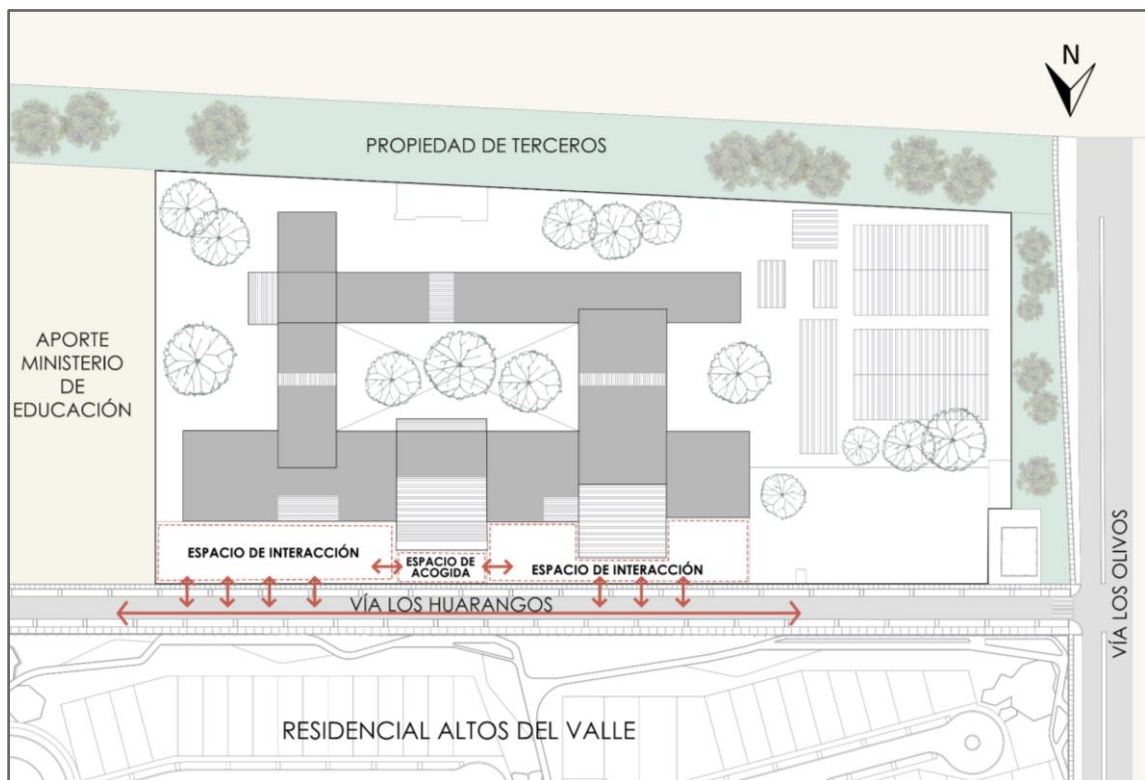 N
PROPIEDAD DE TERCEROS
APORTE
MINISTERIO
DE
EDUCACIÓN
ESPACIO DE INTERACCIÓN
ESPACIO DE
ACOGIDA
ESPACIO DE INTERACCIÓN
VÍA LOS HUARANGOS
VÍA LOS OLIVOS
RESIDENCIAL ALTOS DEL VALLE